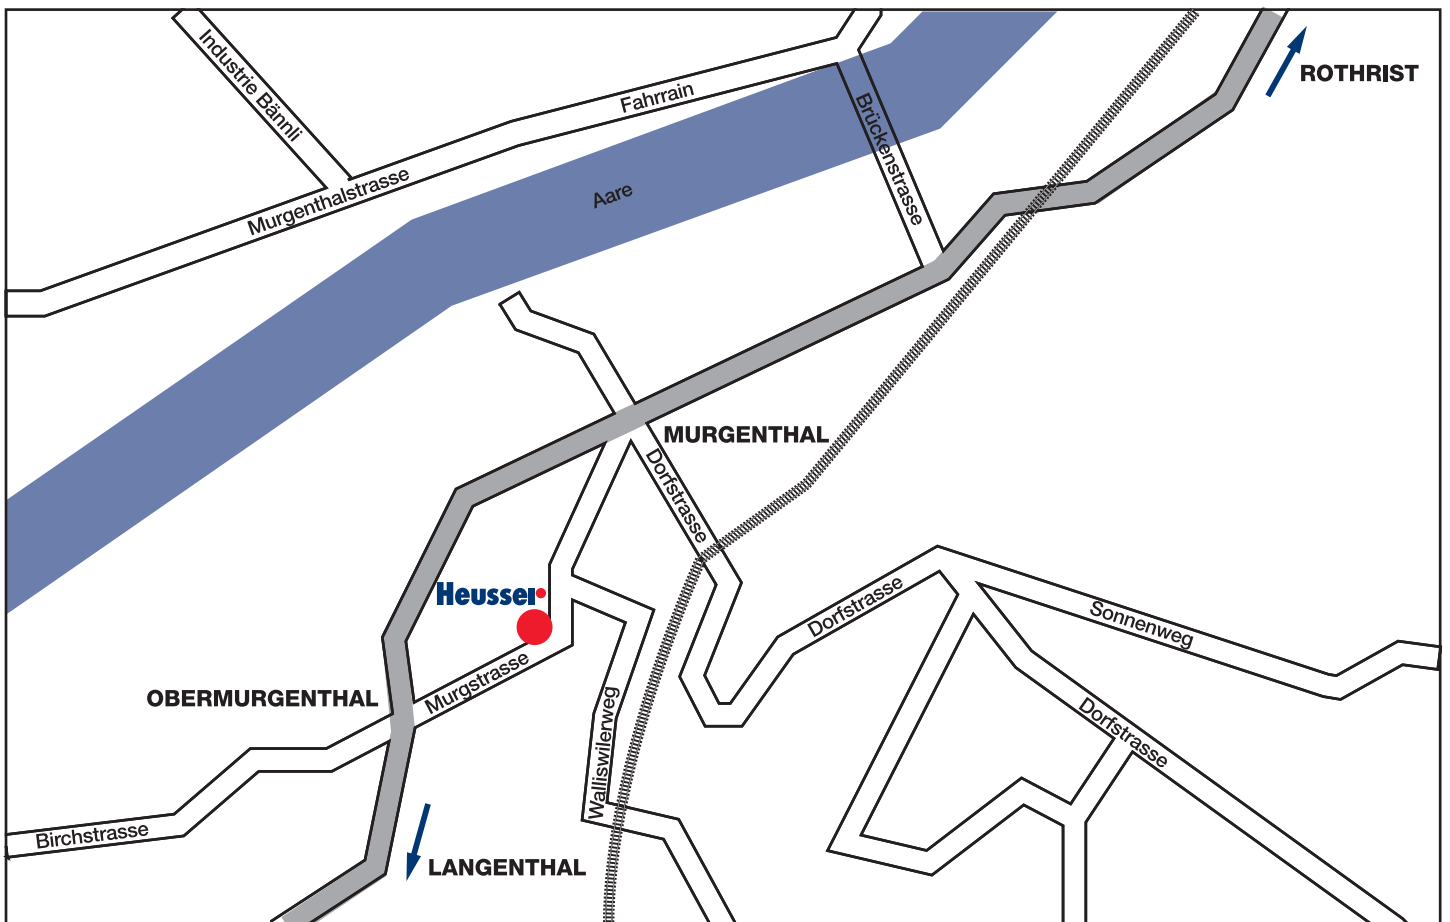 Industrie Bännli
ROTHRIST
Fahrrain
Brückenstrasse
Murgenthalstrasse
Aare
MURGENTHAL
Dorfstrasse
Heusser
Dorfstrasse
Sonnenweg
Murgstrasse
OBERMURGENTHAL
Walliswilerweg
Dorfstrasse
Birchstrasse
LANGENTHAL